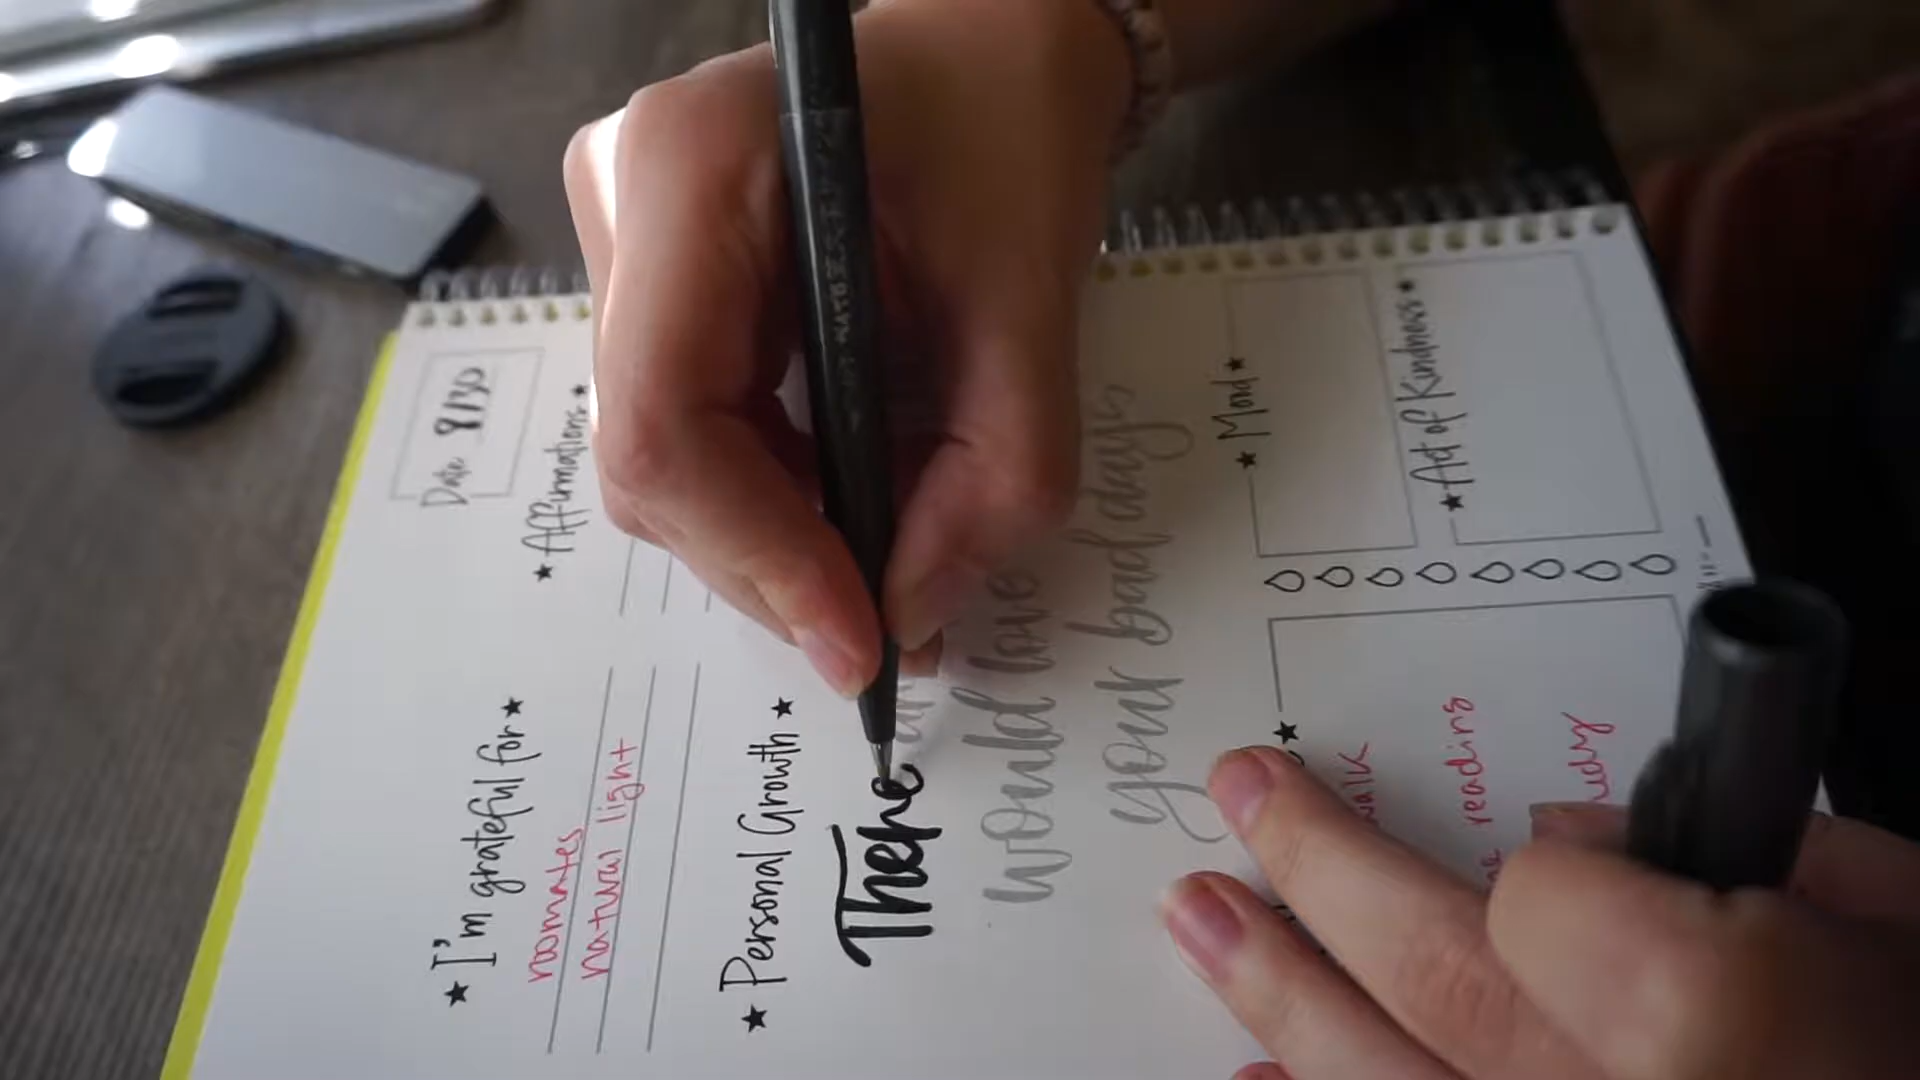 Date 8/30
★ I'm grateful for ★
roomates
natural light
★ Affirmations ★
★ Personal Growth ★
There
would love
your bad days
★ Mood ★
★ Act of Kindness ★
walk
reading